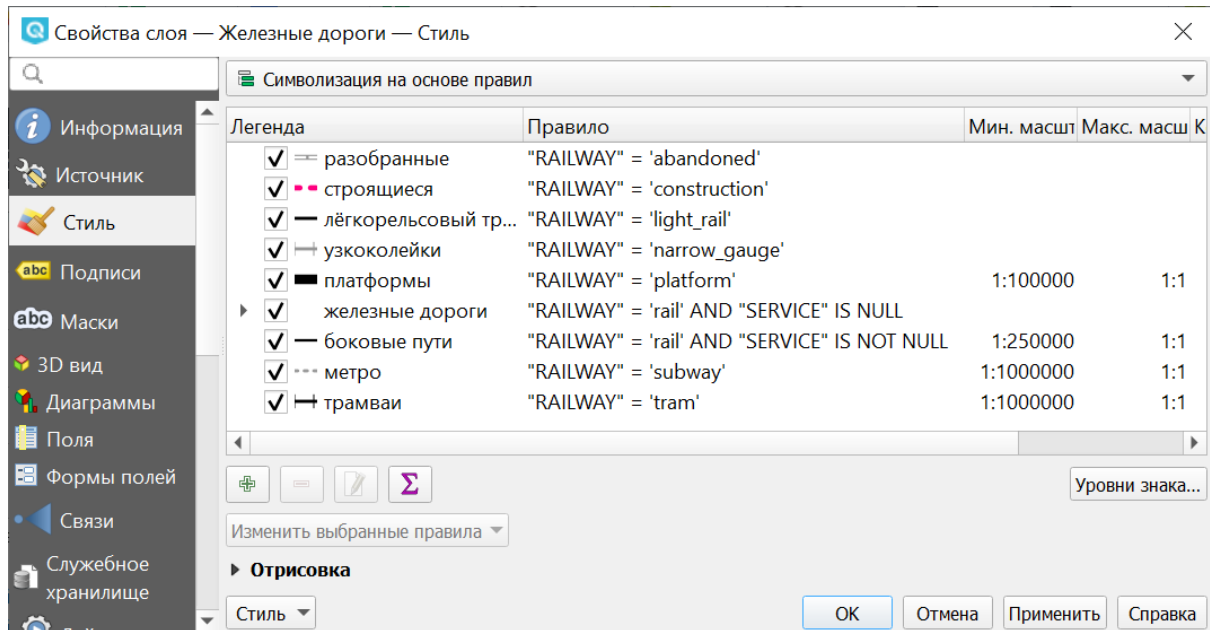 Свойства слоя — Железные дороги — Стиль
Символизация на основе правил
Информация
Источник
Стиль
Подписи
Маски
3D вид
Диаграммы
Поля
Формы полей
Связи
Служебное
хранилище
Легенда Правило Мин. масшт Макс. масш К
разобранные "RAILWAY" = 'abandoned'
строящиеся "RAILWAY" = 'construction'
лёгкорельсовый тр... "RAILWAY" = 'light_rail'
узкоколейки "RAILWAY" = 'narrow_gauge'
платформы "RAILWAY" = 'platform' 1:100000 1:1
железные дороги "RAILWAY" = 'rail' AND "SERVICE" IS NULL
боковые пути "RAILWAY" = 'rail' AND "SERVICE" IS NOT NULL 1:250000 1:1
метро "RAILWAY" = 'subway' 1:1000000 1:1
трамваи "RAILWAY" = 'tram' 1:1000000 1:1
Уровни знака...
Изменить выбранные правила
Отрисовка
Стиль OK Отмена Применить Справка